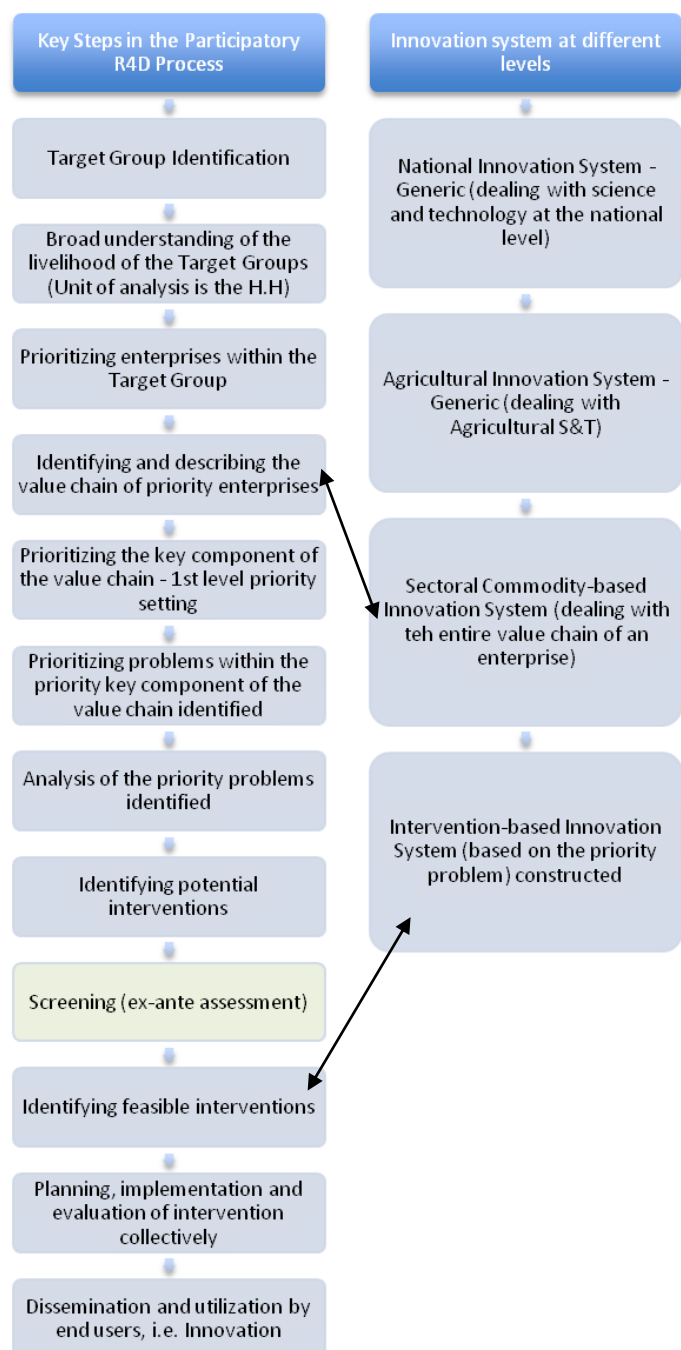 Key Steps in the Participatory
R4D Process
Target Group Identification
Broad understanding of the
livelihood of the Target Groups
(Unit of analysis is the H.H)
Prioritizing enterprises within the
Target Group
Identifying and describing the
value chain of priority enterprises
Prioritizing the key component of
the value chain - 1st level priority
setting
Prioritizing problems within the
priority key component of the
value chain identified
Analysis of the priority problems
identified
Identifying potential
interventions
Screening (ex-ante assessment)
Identifying feasible interventions
Planning, implementation and
evaluation of intervention
collectively
Dissemination and utilization by
end users, i.e. Innovation
Innovation system at different
levels
National Innovation System -
Generic (dealing with science
and technology at the national
level)
Agricultural Innovation System -
Generic (dealing with
Agricultural S&T)
Sectoral Commodity-based
Innovation System (dealing with
teh entire value chain of an
enterprise)
Intervention-based Innovation
System (based on the priority
problem) constructed